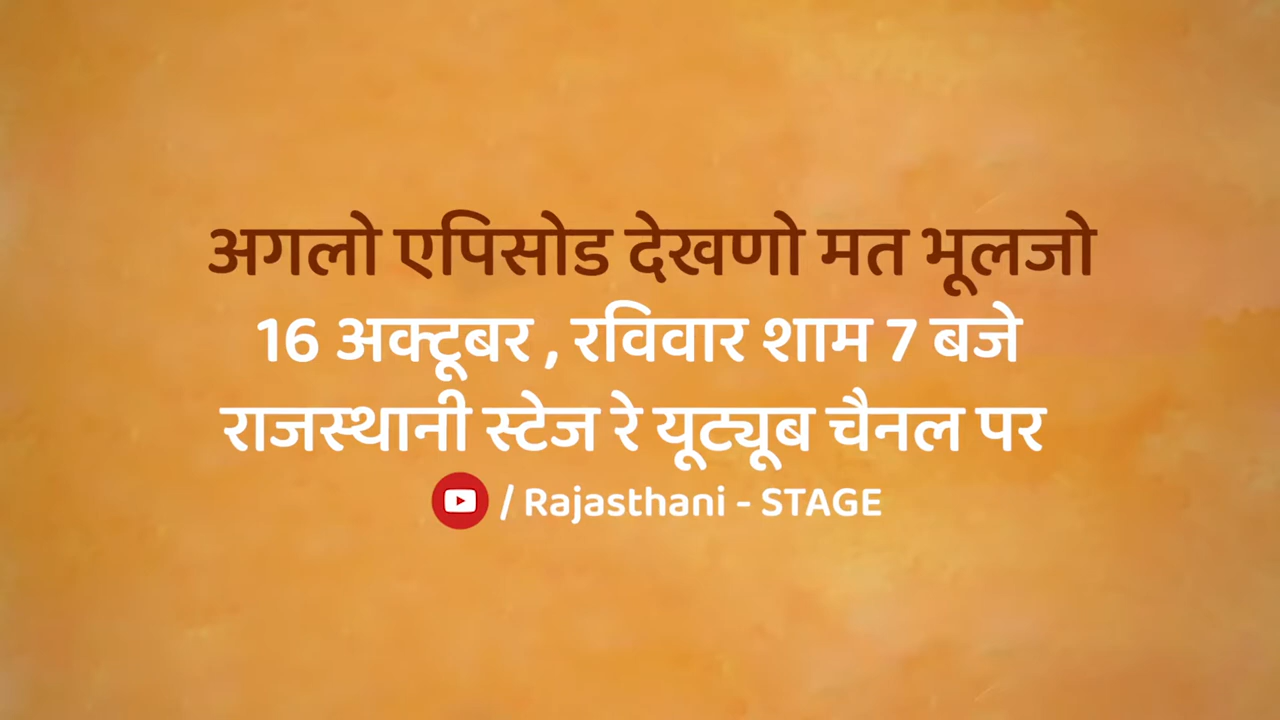 अगलो एपिसोड देखणो मत भूलजो
16 अक्टूबर , रविवार शाम 7 बजे
राजस्थानी स्टेज रे यूट्यूब चैनल पर
/ Rajasthani - STAGE